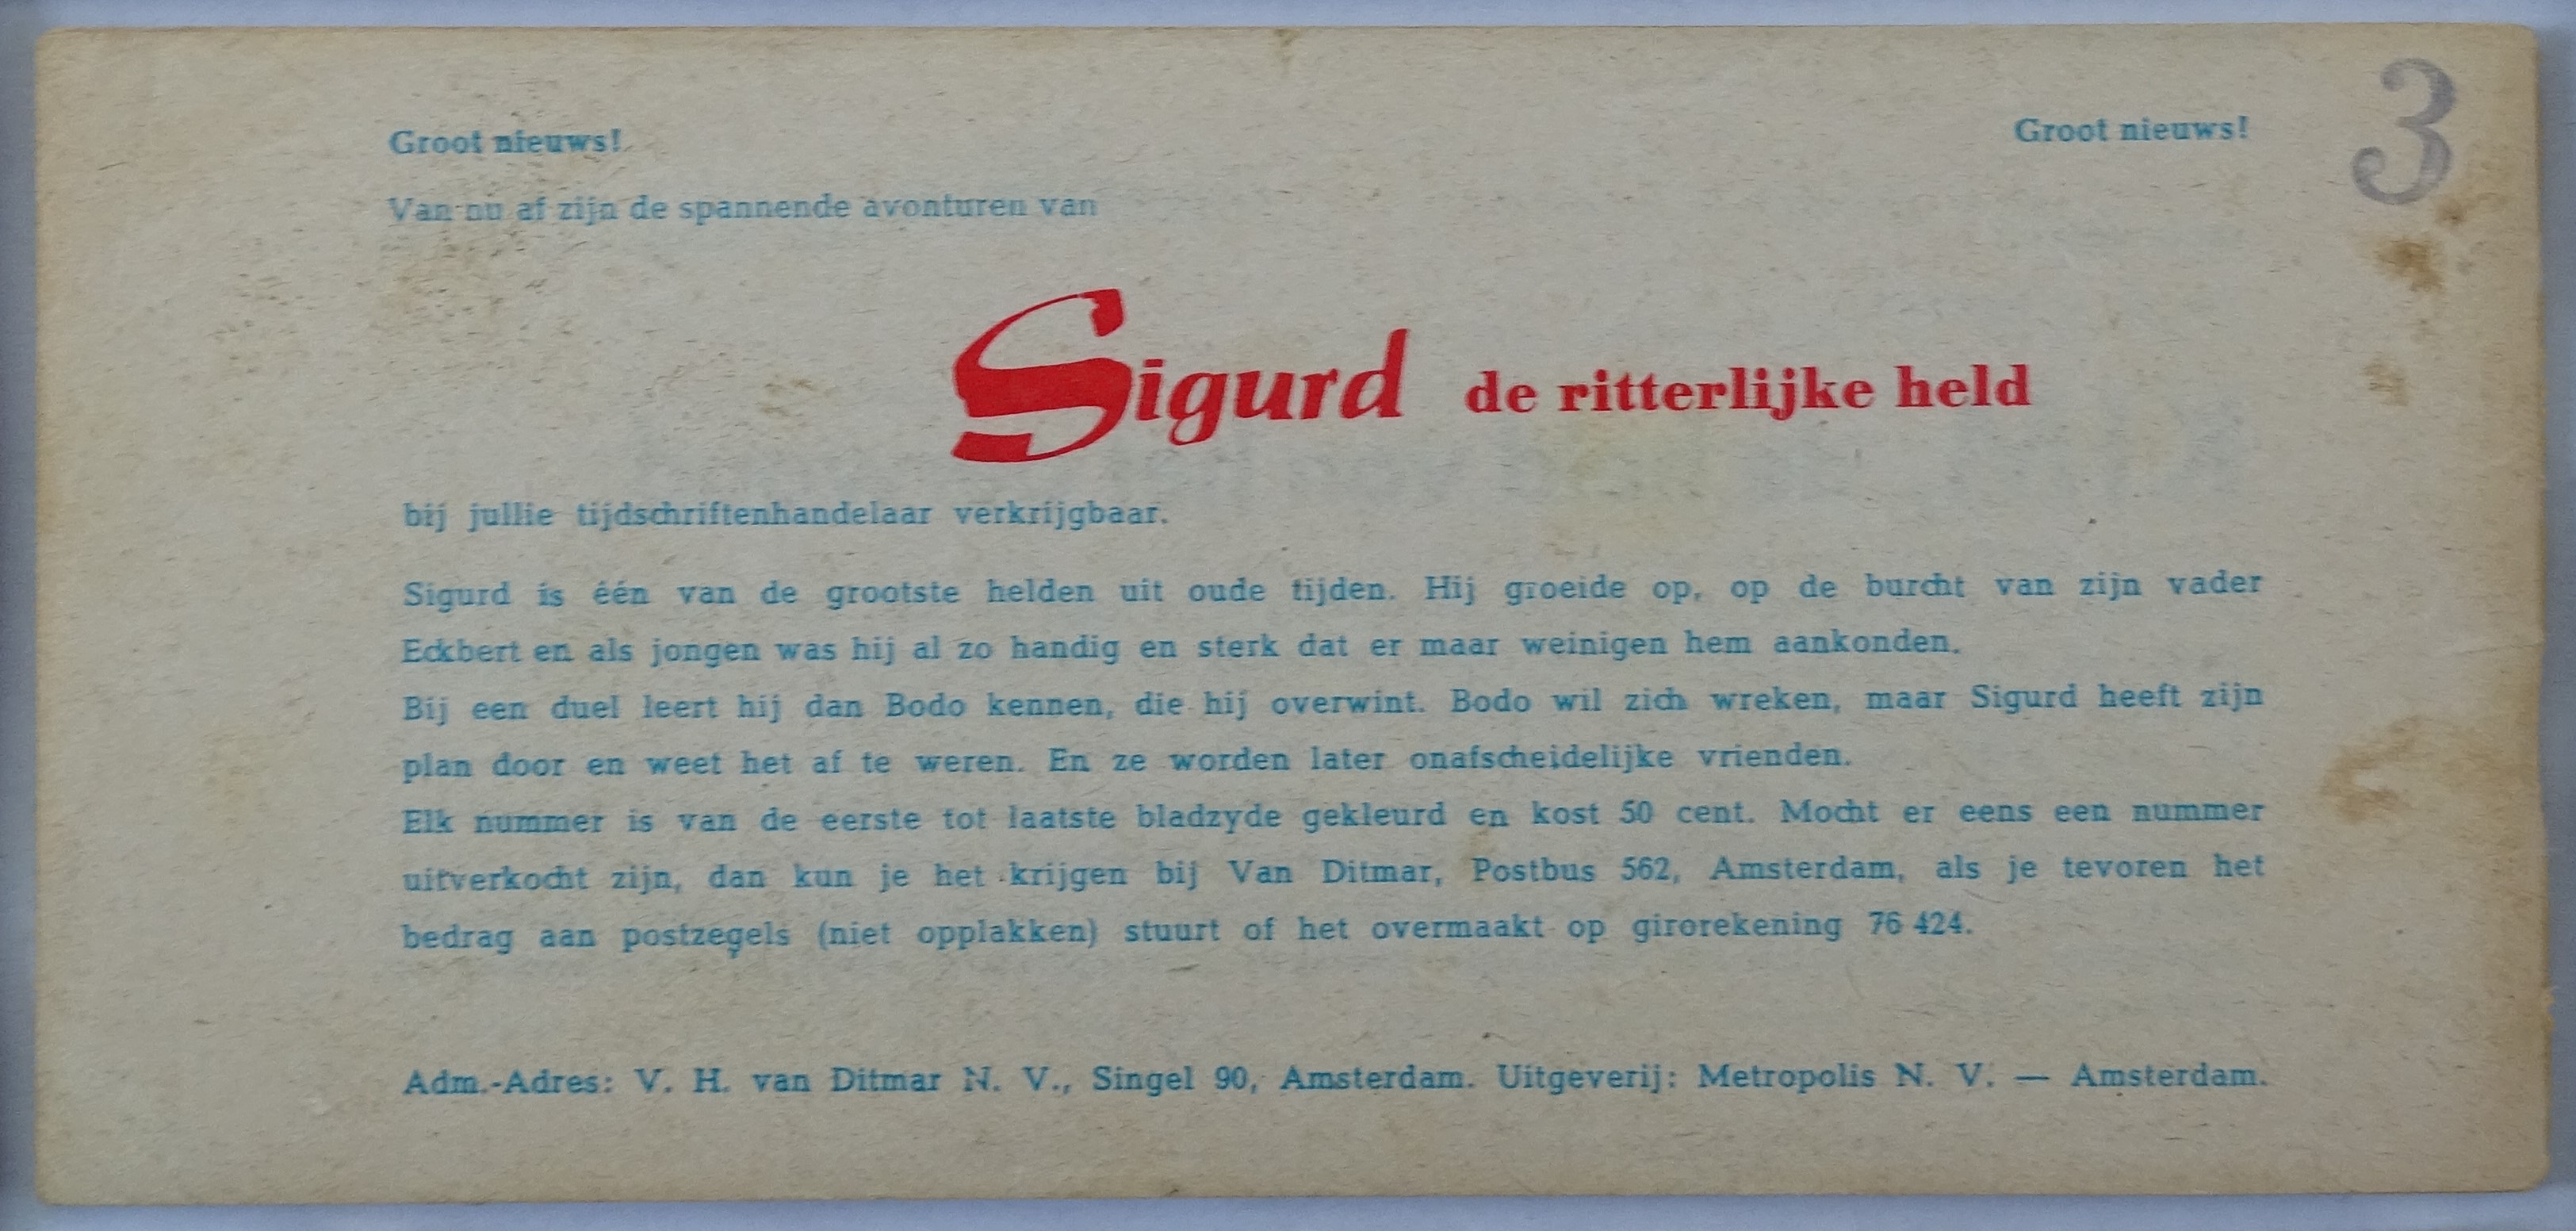 Groot nieuws! Groot nieuws!
3
Van nu af zijn de spannende avonturen van
Sigurd de ritterlijke held
bij jullie tijdschriftenhandelaar verkrijgbaar.
Sigurd is één van de grootste helden uit oude tijden. Hij groeide op, op de burcht van zijn vader
Eckbert en als jongen was hij al zo handig en sterk dat er maar weinigen hem aankonden.
Bij een duel leert hij dan Bodo kennen, die hij overwint. Bodo wil zich wreken, maar Sigurd heeft zijn
plan door en weet het af te weren. En ze worden later onafscheidelijke vrienden.
Elk nummer is van de eerste tot laatste bladzyde gekleurd en kost 50 cent. Mocht er eens een nummer
uitverkocht zijn, dan kun je het krijgen bij Van Ditmar, Postbus 562, Amsterdam, als je tevoren het
bedrag aan postzegels (niet opplakken) stuurt of het overmaakt op girorekening 76 424.
Adm.-Adres: V. H. van Ditmar N. V., Singel 90, Amsterdam. Uitgeverij: Metropolis N. V. — Amsterdam.